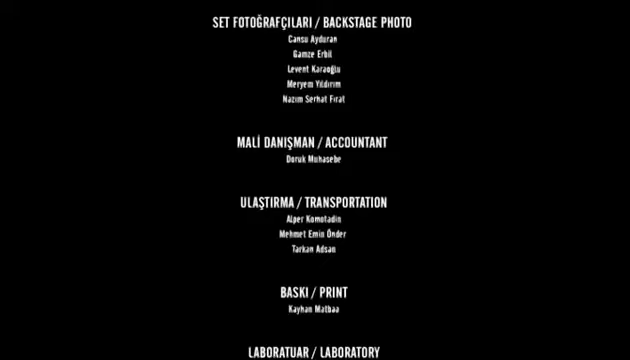 SET FOTOĞRAFÇILARI / BACKSTAGE PHOTO
Cansu Ayduran
Gamze Erbil
Levent Karaoğlu
Meryem Yıldırım
Nazım Serhat Fırat
MALİ DANIŞMAN / ACCOUNTANT
Doruk Muhasebe
ULAŞTIRMA / TRANSPORTATION
Alper Komotadin
Mehmet Emin Önder
Tarkan Adsan
BASKI / PRINT
Kayhan Matbaa
LABORATUAR / LABORATORY